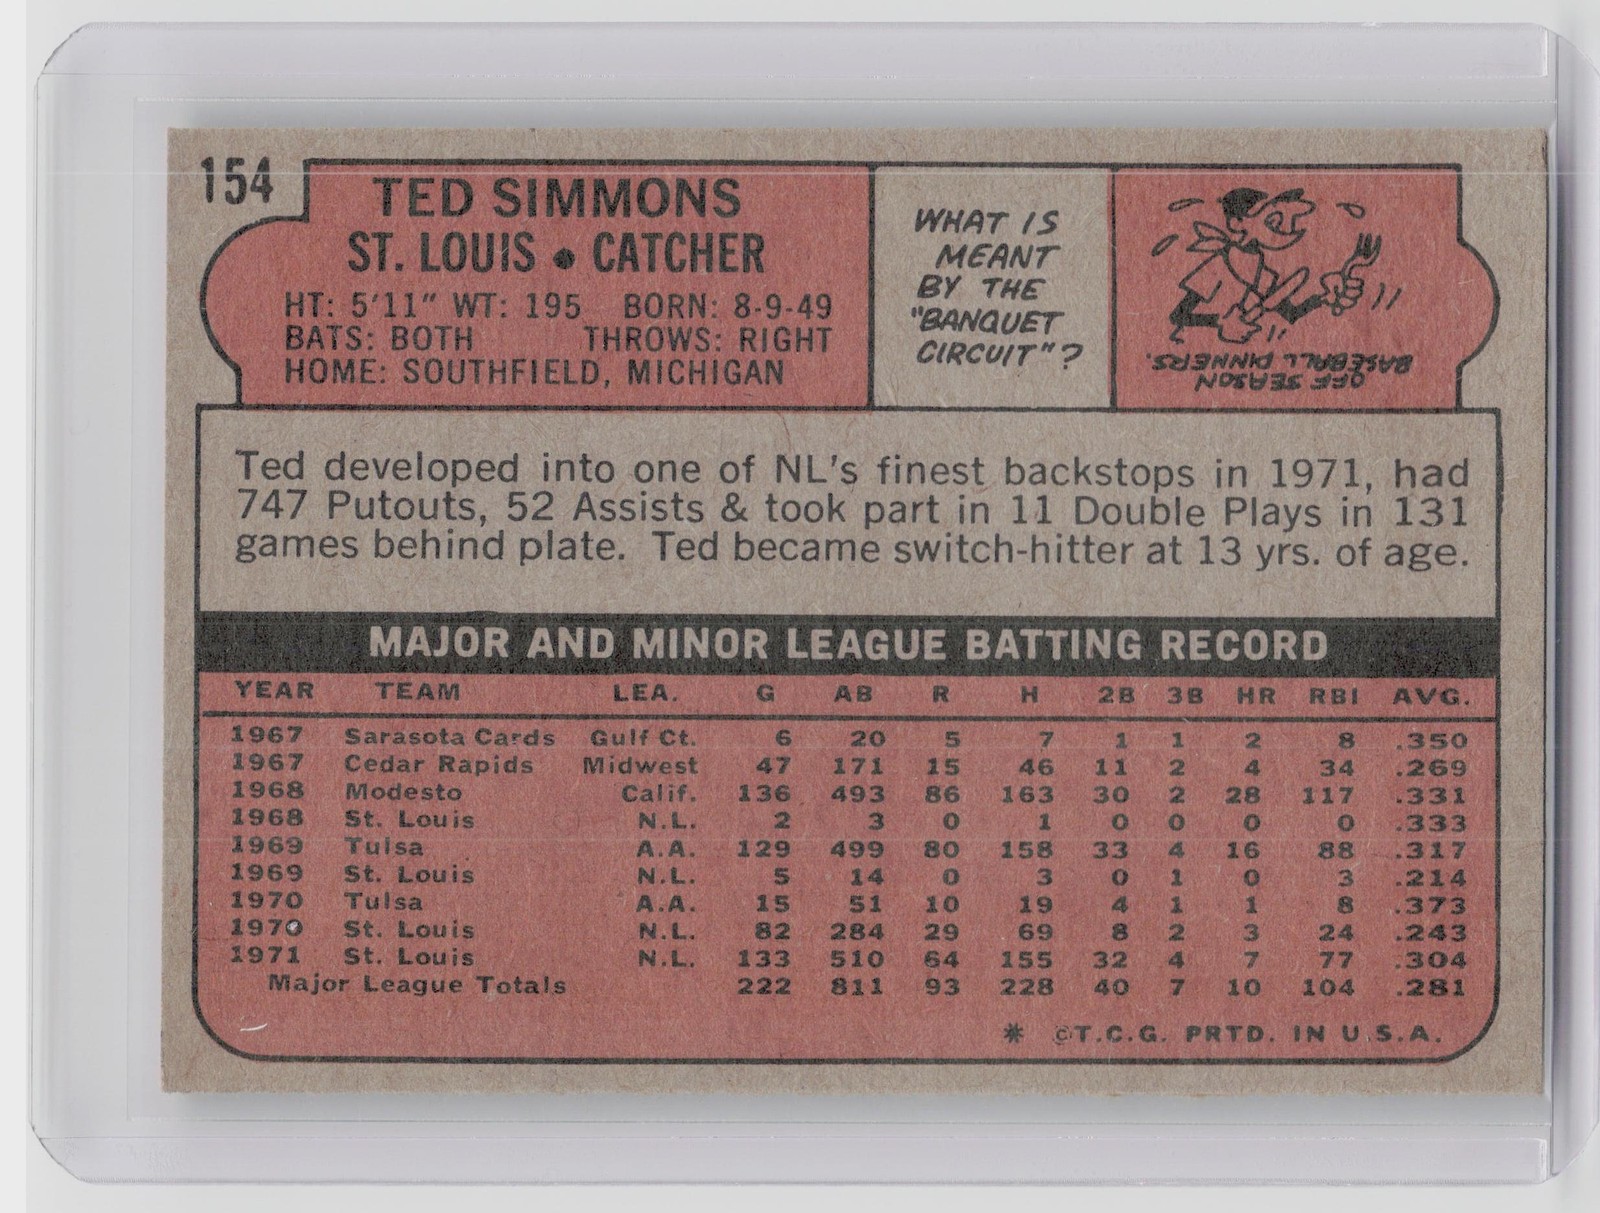 154
TED SIMMONS
ST. LOUIS • CATCHER
HT: 5'11" WT: 195 BORN: 8-9-49
BATS: BOTH THROWS: RIGHT
HOME: SOUTHFIELD, MICHIGAN
WHAT IS
MEANT
BY THE
"BANQUET
CIRCUIT"?
OFF SEASON
BASEBALL DINNERS.
Ted developed into one of NL's finest backstops in 1971, had
747 Putouts, 52 Assists & took part in 11 Double Plays in 131
games behind plate. Ted became switch-hitter at 13 yrs. of age.
MAJOR AND MINOR LEAGUE BATTING RECORD
YEAR TEAM LEA. G AB R H 2B 3B HR RBI AVG.
1967 Sarasota Cards Gulf Ct. 6 20 5 7 1 1 2 8 .350
1967 Cedar Rapids Midwest 47 171 15 46 11 2 4 34 .269
1968 Modesto Calif. 136 493 86 163 30 2 28 117 .331
1968 St. Louis N.L. 2 3 0 1 0 0 0 0 .333
1969 Tulsa A.A. 129 499 80 158 33 4 16 88 .317
1969 St. Louis N.L. 5 14 0 3 0 1 0 3 .214
1970 Tulsa A.A. 15 51 10 19 4 1 1 8 .373
1970 St. Louis N.L. 82 284 29 69 8 2 3 24 .243
1971 St. Louis N.L. 133 510 64 155 32 4 7 77 .304
Major League Totals 222 811 93 228 40 7 10 104 .281
* ©T.C.G. PRTD. IN U.S.A.